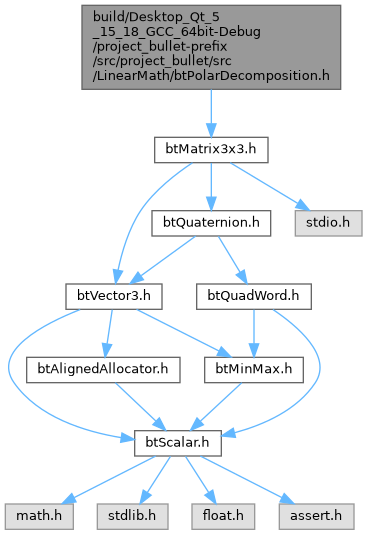 build/Desktop_Qt_5
_15_18_GCC_64bit-Debug
/project_bullet-prefix
/src/project_bullet/src
/LinearMath/btPolarDecomposition.h
btMatrix3x3.h
btQuaternion.h
stdio.h
btVector3.h
btQuadWord.h
btAlignedAllocator.h
btMinMax.h
btScalar.h
math.h
stdlib.h
float.h
assert.h